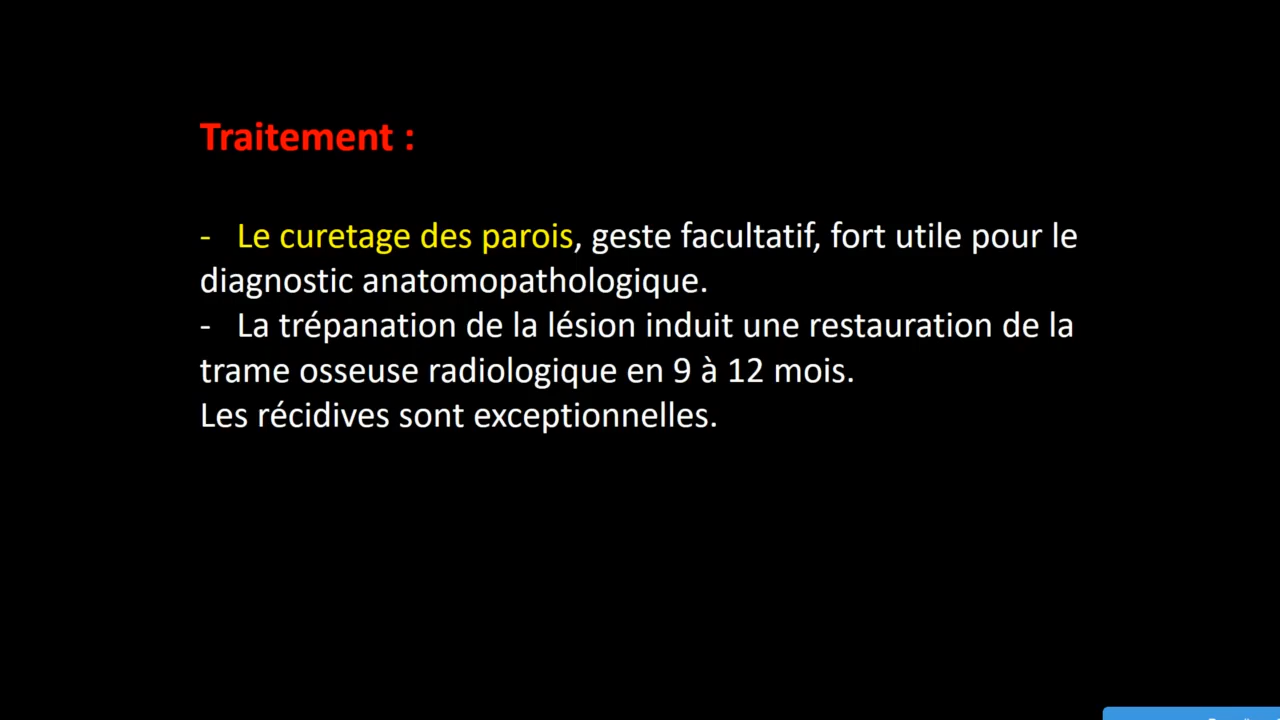 Traitement :
- Le curetage des parois, geste facultatif, fort utile pour le
diagnostic anatomopathologique.
- La trépanation de la lésion induit une restauration de la
trame osseuse radiologique en 9 à 12 mois.
Les récidives sont exceptionnelles.